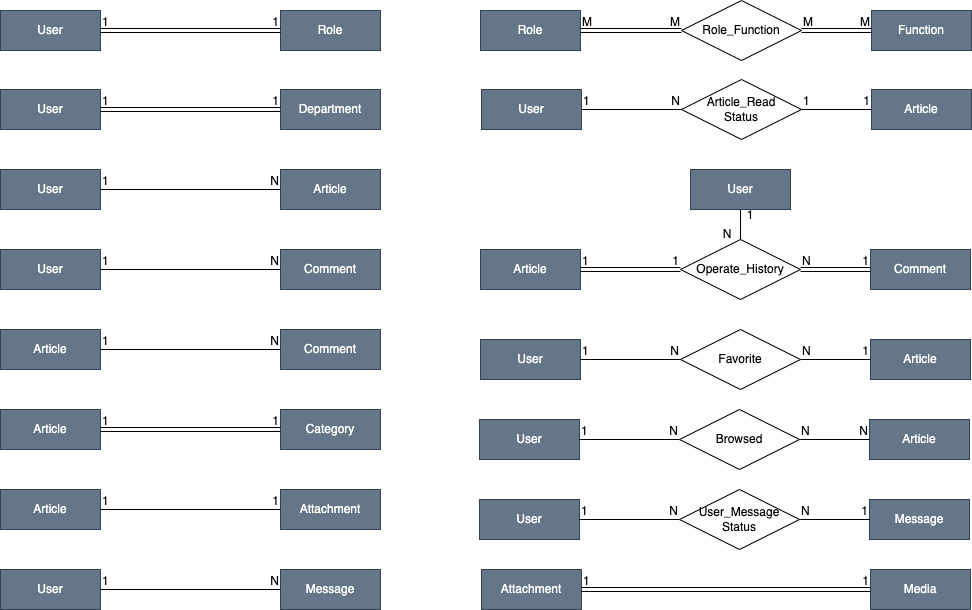 User 1 1 Role
User 1 1 Department
User 1 N Article
User 1 N Comment
Article 1 N Comment
Article 1 1 Category
Article 1 1 Attachment
User 1 N Message
Role M M Role_Function M M Function
User 1 N Article_Read 1 1 Article
Status
User
1
N
Article 1 1 Operate_History N 1 Comment
User 1 N Favorite N 1 Article
User 1 N Browsed N N Article
User 1 N User_Message N 1 Message
Status
Attachment 1 1 Media